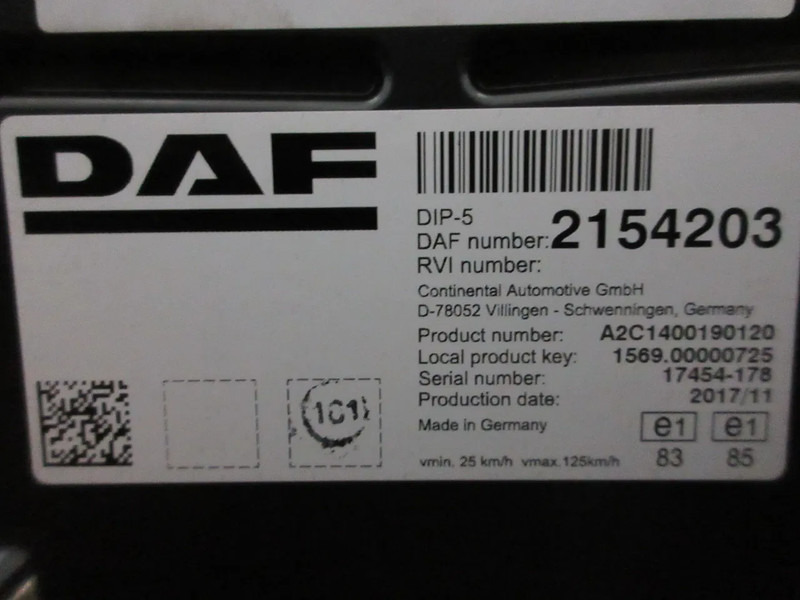 DAF
DIP-5
DAF number: 2154203
RVI number:
Continental Automotive GmbH
D-78052 Villingen - Schwenningen, Germany
Product number: A2C1400190120
Local product key: 1569.00000725
Serial number: 17454-178
Production date: 2017/11
Made in Germany e1 e1
83 85
vmin. 25 km/h vmax.125km/h
1C1